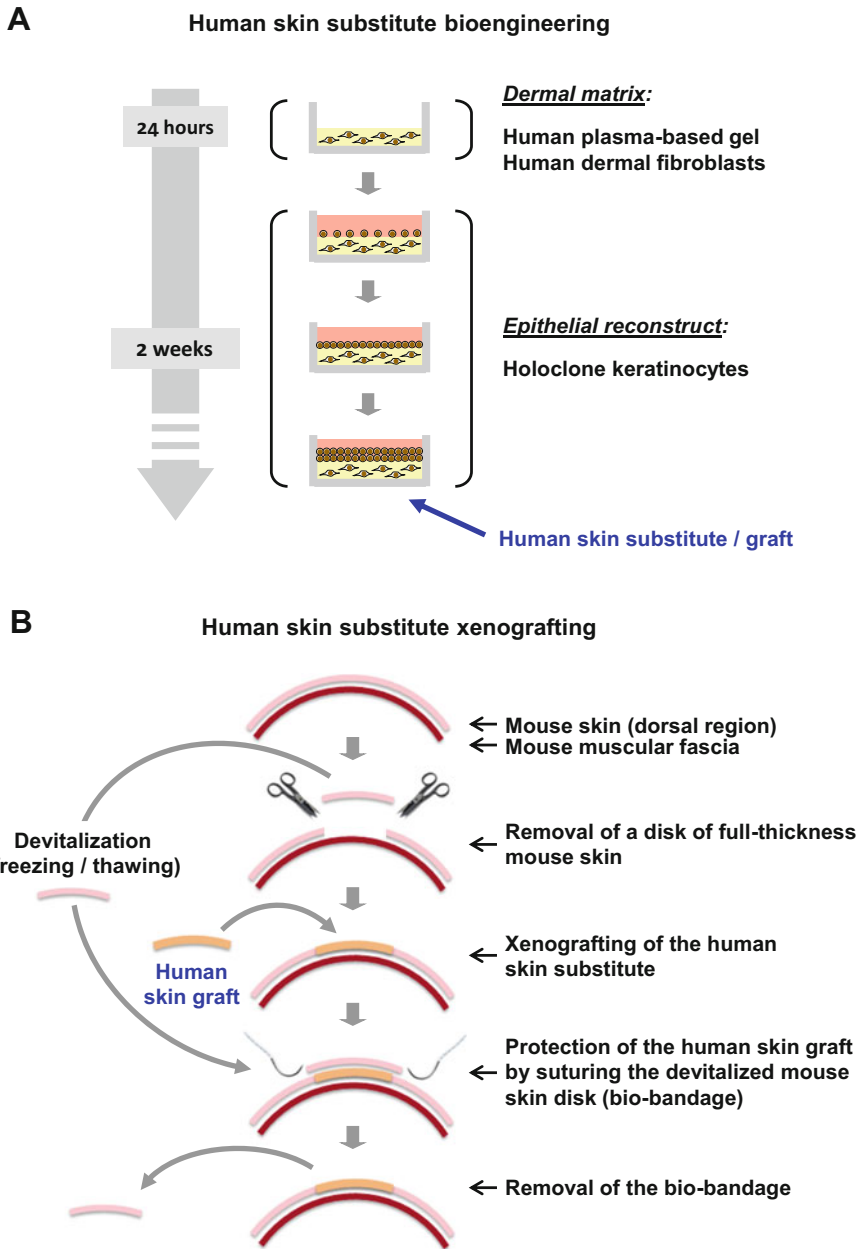 A
Human skin substitute bioengineering
24 hours
Dermal matrix:
Human plasma-based gel
Human dermal fibroblasts
2 weeks
Epithelial reconstruct:
Holoclone keratinocytes
Human skin substitute / graft
B
Human skin substitute xenografting
Mouse skin (dorsal region)
Mouse muscular fascia
Devitalization
reezing / thawing)
Removal of a disk of full-thickness
mouse skin
Human
skin graft
Xenografting of the human
skin substitute
Protection of the human skin graft
by suturing the devitalized mouse
skin disk (bio-bandage)
Removal of the bio-bandage